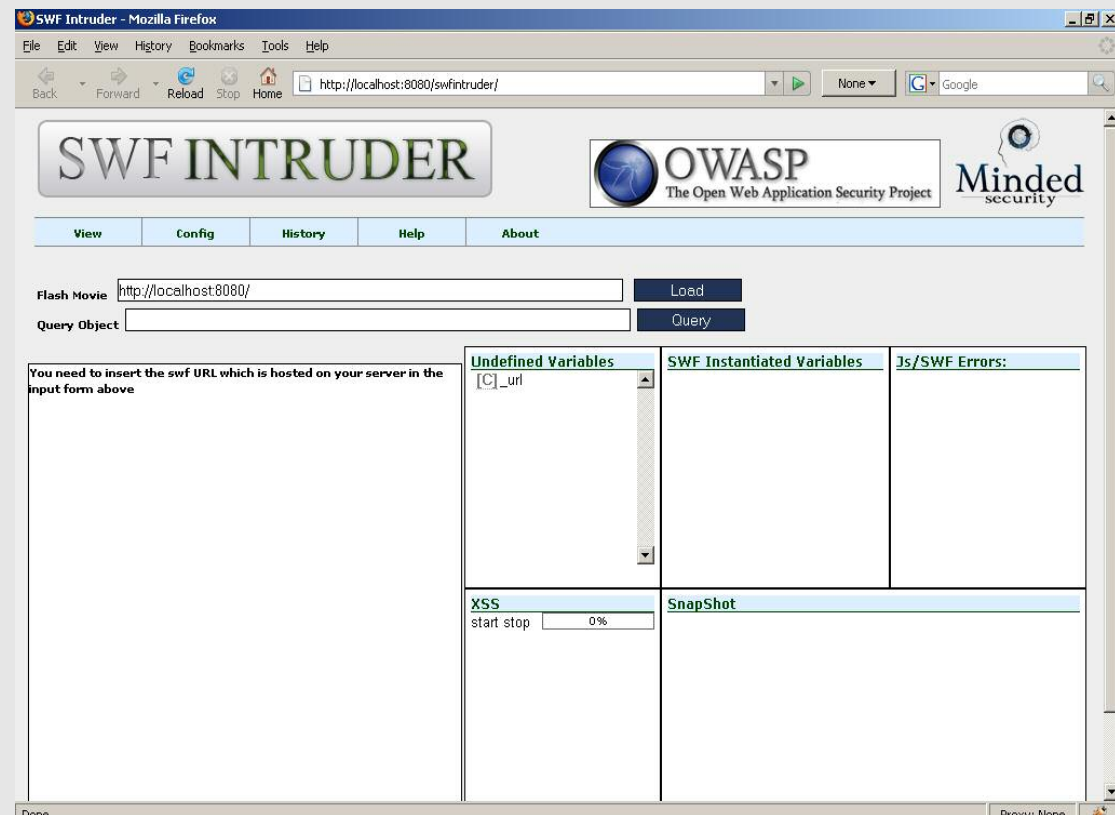 SWF Intruder - Mozilla Firefox
File Edit View History Bookmarks Tools Help
Back Forward Reload Stop Home http://localhost:8080/swfintruder/ None Google
SWF INTRUDER
OWASP
The Open Web Application Security Project
Minded
security
View Config History Help About
Flash Movie http://localhost:8080/ Load
Query Object Query
You need to insert the swf URL which is hosted on your server in the
input form above
Undefined Variables
[C] _url
SWF Instantiated Variables
Js/SWF Errors:
XSS
start stop 0%
SnapShot
Done
Proxy: None